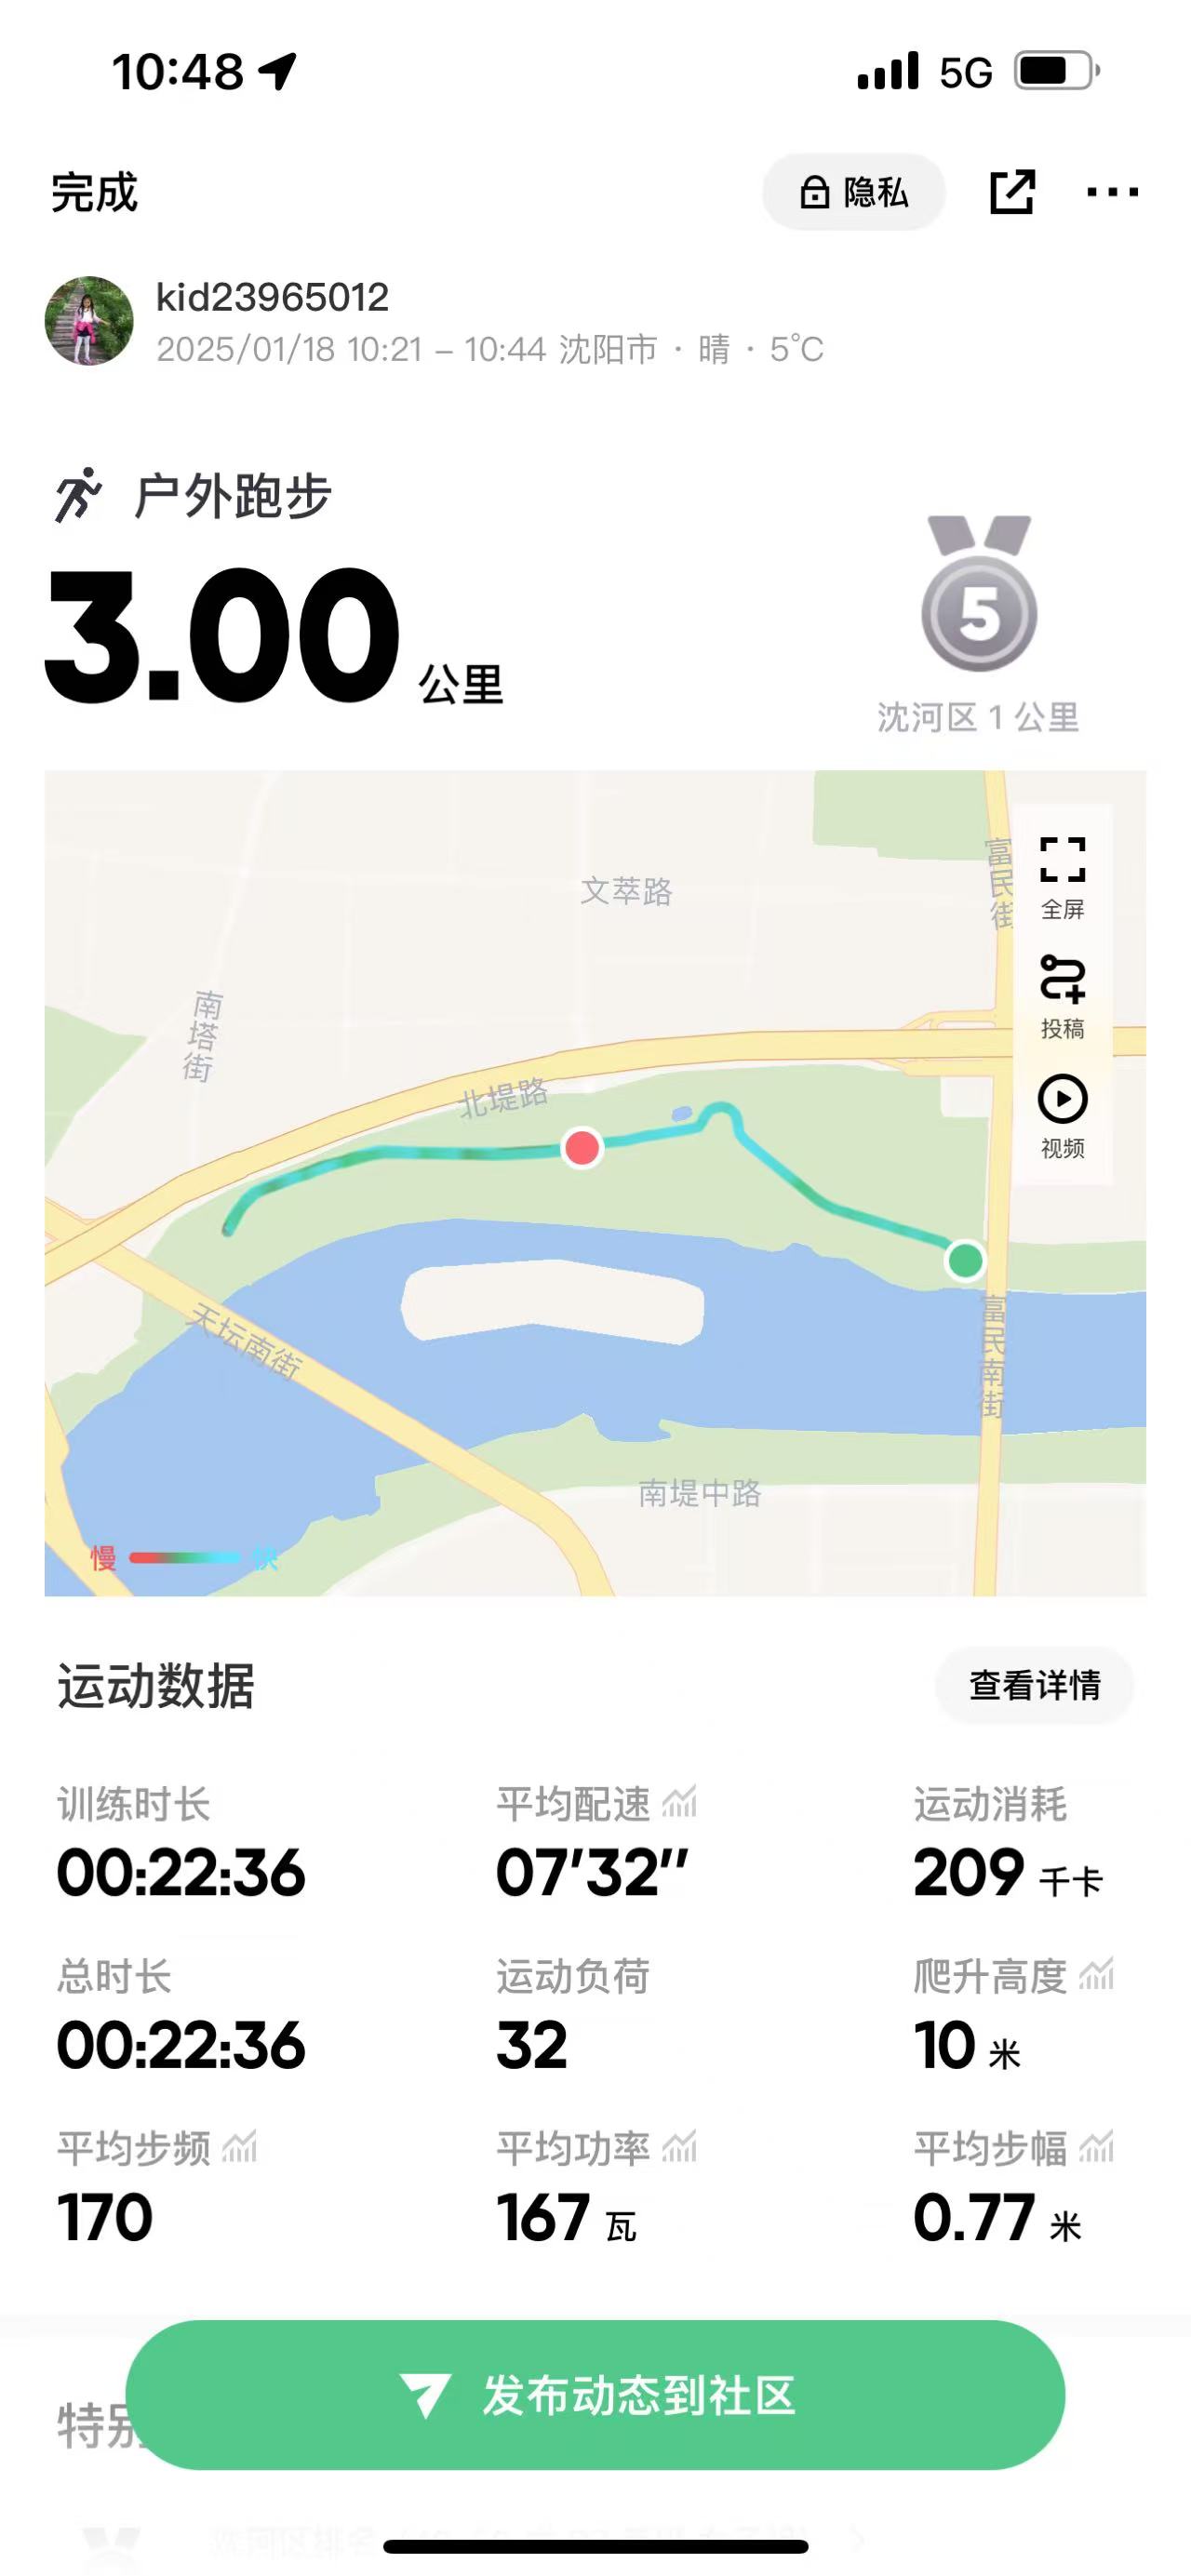 10:48 5G
完成 隐私
kid23965012
2025/01/18 10:21 – 10:44 沈阳市 · 晴 · 5℃
户外跑步
3.00 公里
5
沈河区 1 公里
富民街
全屏
文萃路
南塔街
投稿
北堤路
视频
天坛南街
富民南街
南堤中路
慢 快
运动数据 查看详情
训练时长 平均配速 运动消耗
00:22:36 07'32" 209 千卡
总时长 运动负荷 爬升高度
00:22:36 32 10 米
平均步频 平均功率 平均步幅
170 167 瓦 0.77 米
发布动态到社区
特别